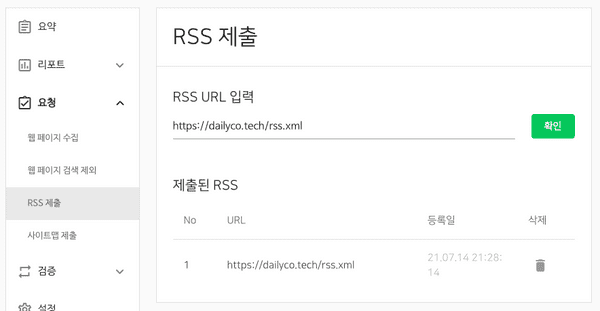 요약
리포트
요청
웹 페이지 수집
웹 페이지 검색 제외
RSS 제출
사이트맵 제출
검증
설정
RSS 제출
RSS URL 입력
https://dailyco.tech/rss.xml
확인
제출된 RSS
No URL 등록일 삭제
1 https://dailyco.tech/rss.xml 21.07.14 21:28:
14